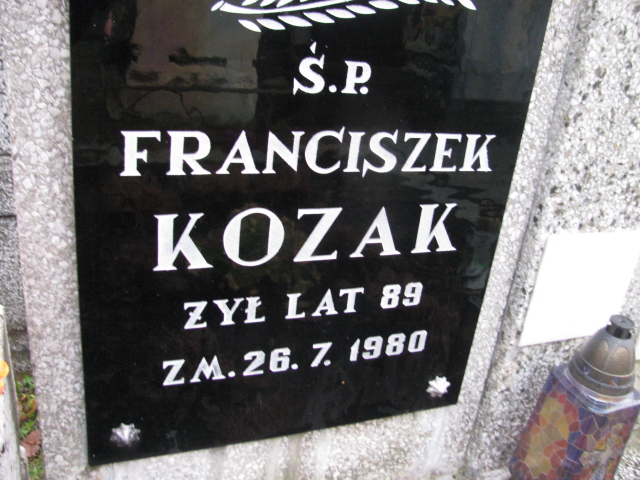 Ś.P.
FRANCISZEK
KOZAK
ŻYŁ LAT 89
ZM. 26. 7. 1980